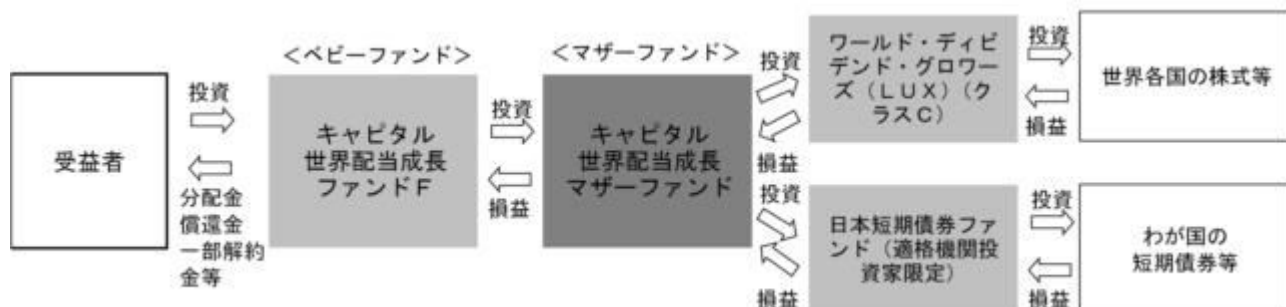 受益者
投資
分配金
償還金
一部解約
金等
＜ベビーファンド＞
キャピタル
世界配当成長
ファンドＦ
投資
損益
＜マザーファンド＞
キャピタル
世界配当成長
マザーファンド
投資
損益
ワールド・ディビ
デンド・グロワー
ズ（ＬＵＸ）（ク
ラスＣ）
投資
損益
世界各国の株式等
投資
損益
日本短期債券ファ
ンド（適格機関投
資家限定）
投資
損益
わが国の
短期債券等